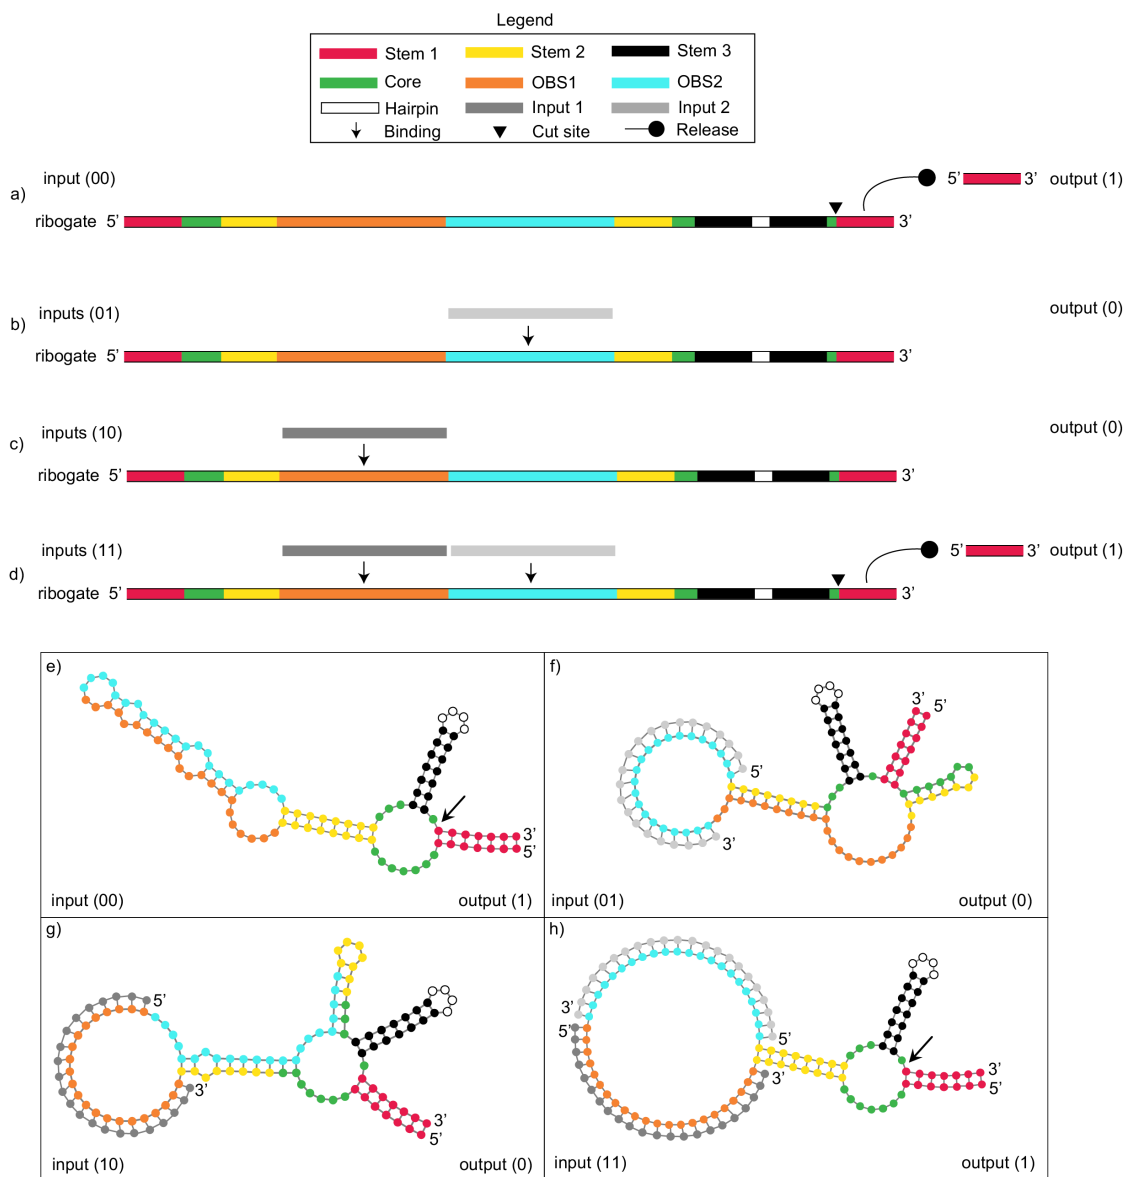 Legend
Stem 1 Stem 2 Stem 3
Core OBS1 OBS2
Hairpin Input 1 Input 2
Binding Cut site Release
input (00) 5’ 3’ output (1)
a)
ribogate 5’ 3’
inputs (01) output (0)
b)
ribogate 5’ 3’
inputs (10) output (0)
c)
ribogate 5’ 3’
inputs (11) 5’ 3’ output (1)
d)
ribogate 5’ 3’
e)
3’
5’
input (00) output (1)
f)
3’ 5’
5’
3’
input (01) output (0)
g)
5’
3’
3’
5’
input (10) output (0)
h)
3’
5’
5’
3’
3’
5’
input (11) output (1)